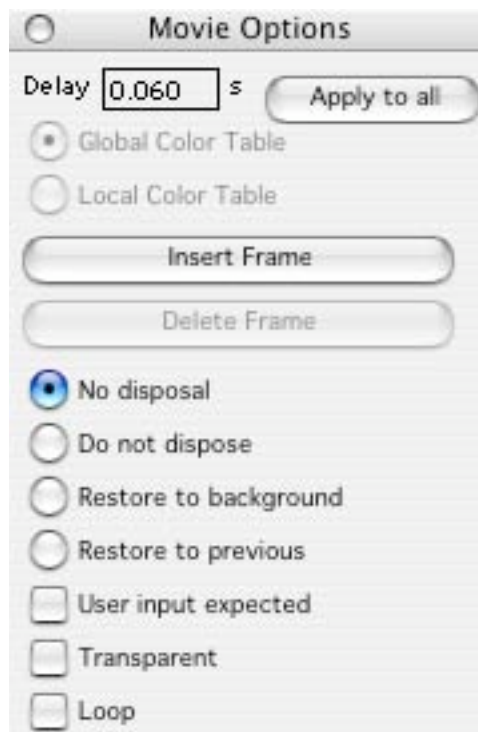 Movie Options
Delay 0.060 s Apply to all
Global Color Table
Local Color Table
Insert Frame
Delete Frame
No disposal
Do not dispose
Restore to background
Restore to previous
User input expected
Transparent
Loop